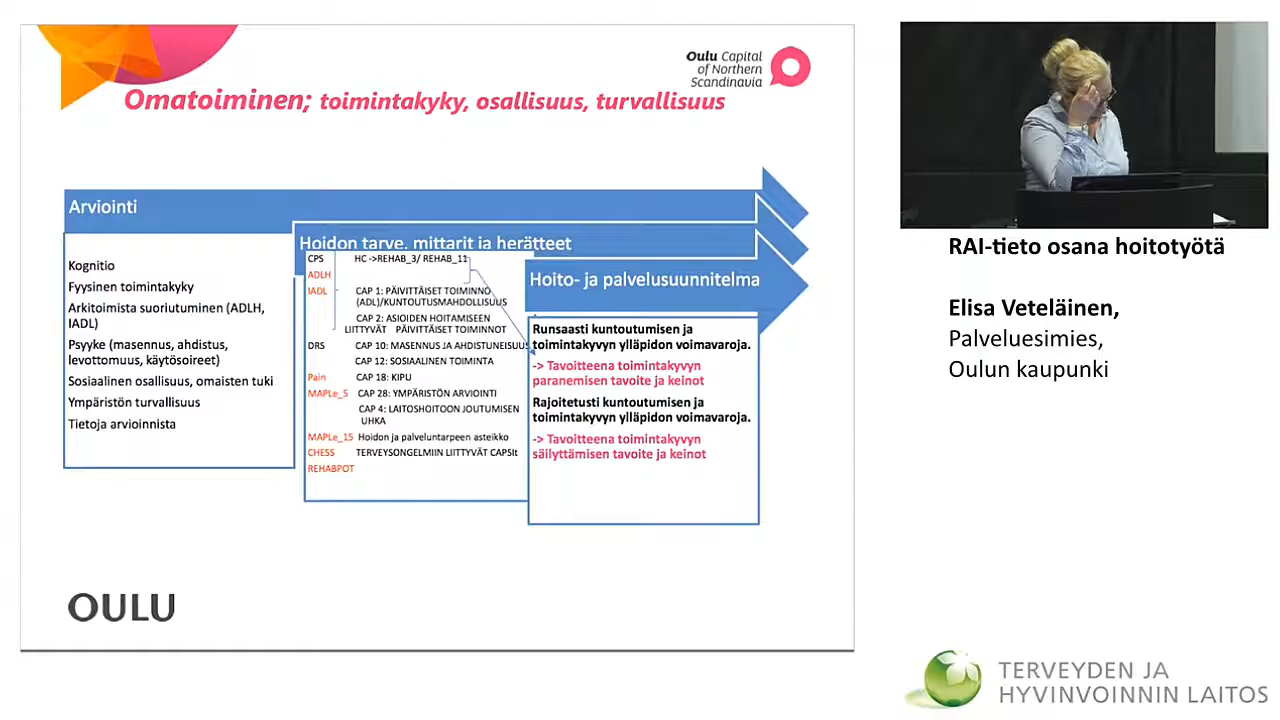 Oulu Capital
of Northern
Scandinavia
Omatoiminen; toimintakyky, osallisuus, turvallisuus
Arviointi
Kognitio
Fyysinen toimintakyky
Arkitoimista suoriutuminen (ADLH,
IADL)
Psyyke (masennus, ahdistus,
levottomuus, käytösoireet)
Sosiaalinen osallisuus, omaisten tuki
Ympäristön turvallisuus
Tietoja arvioinnista
Hoidon tarve, mittarit ja herätteet
CPS HC ->REHAB_3/ REHAB_11
ADLH
IADL CAP 1: PÄIVITTÄISET TOIMINNO
(ADL)/KUNTOUTUSMAHDOLLISUUS
CAP 2: ASIOIDEN HOITAMISEEN
LIITTYVÄT PÄIVITTÄISET TOIMINNOT
DRS CAP 10: MASENNUS JA AHDISTUNEISUUS
CAP 12: SOSIAALINEN TOIMINTA
Pain CAP 18: KIPU
MAPLe_5 CAP 28: YMPÄRISTÖN ARVIOINTI
CAP 4: LAITOSHOITOON JOUTUMISEN
UHKA
MAPLe_15 Hoidon ja palveluntarpeen asteikko
CHESS TERVEYSONGELMIIN LIITTYVÄT CAPSIt
REHABPOT
Hoito- ja palvelusuunnitelma
Runsaasti kuntoutumisen ja
toimintakyvyn ylläpidon voimavaroja.
-> Tavoitteena toimintakyvyn
paranemisen tavoite ja keinot
Rajoitetusti kuntoutumisen ja
toimintakyvyn ylläpidon voimavaroja.
-> Tavoitteena toimintakyvyn
säilyttämisen tavoite ja keinot
OULU
RAI-tieto osana hoitotyötä
Elisa Veteläinen,
Palveluesimies,
Oulun kaupunki
TERVEYDEN JA
HYVINVOINNIN LAITOS